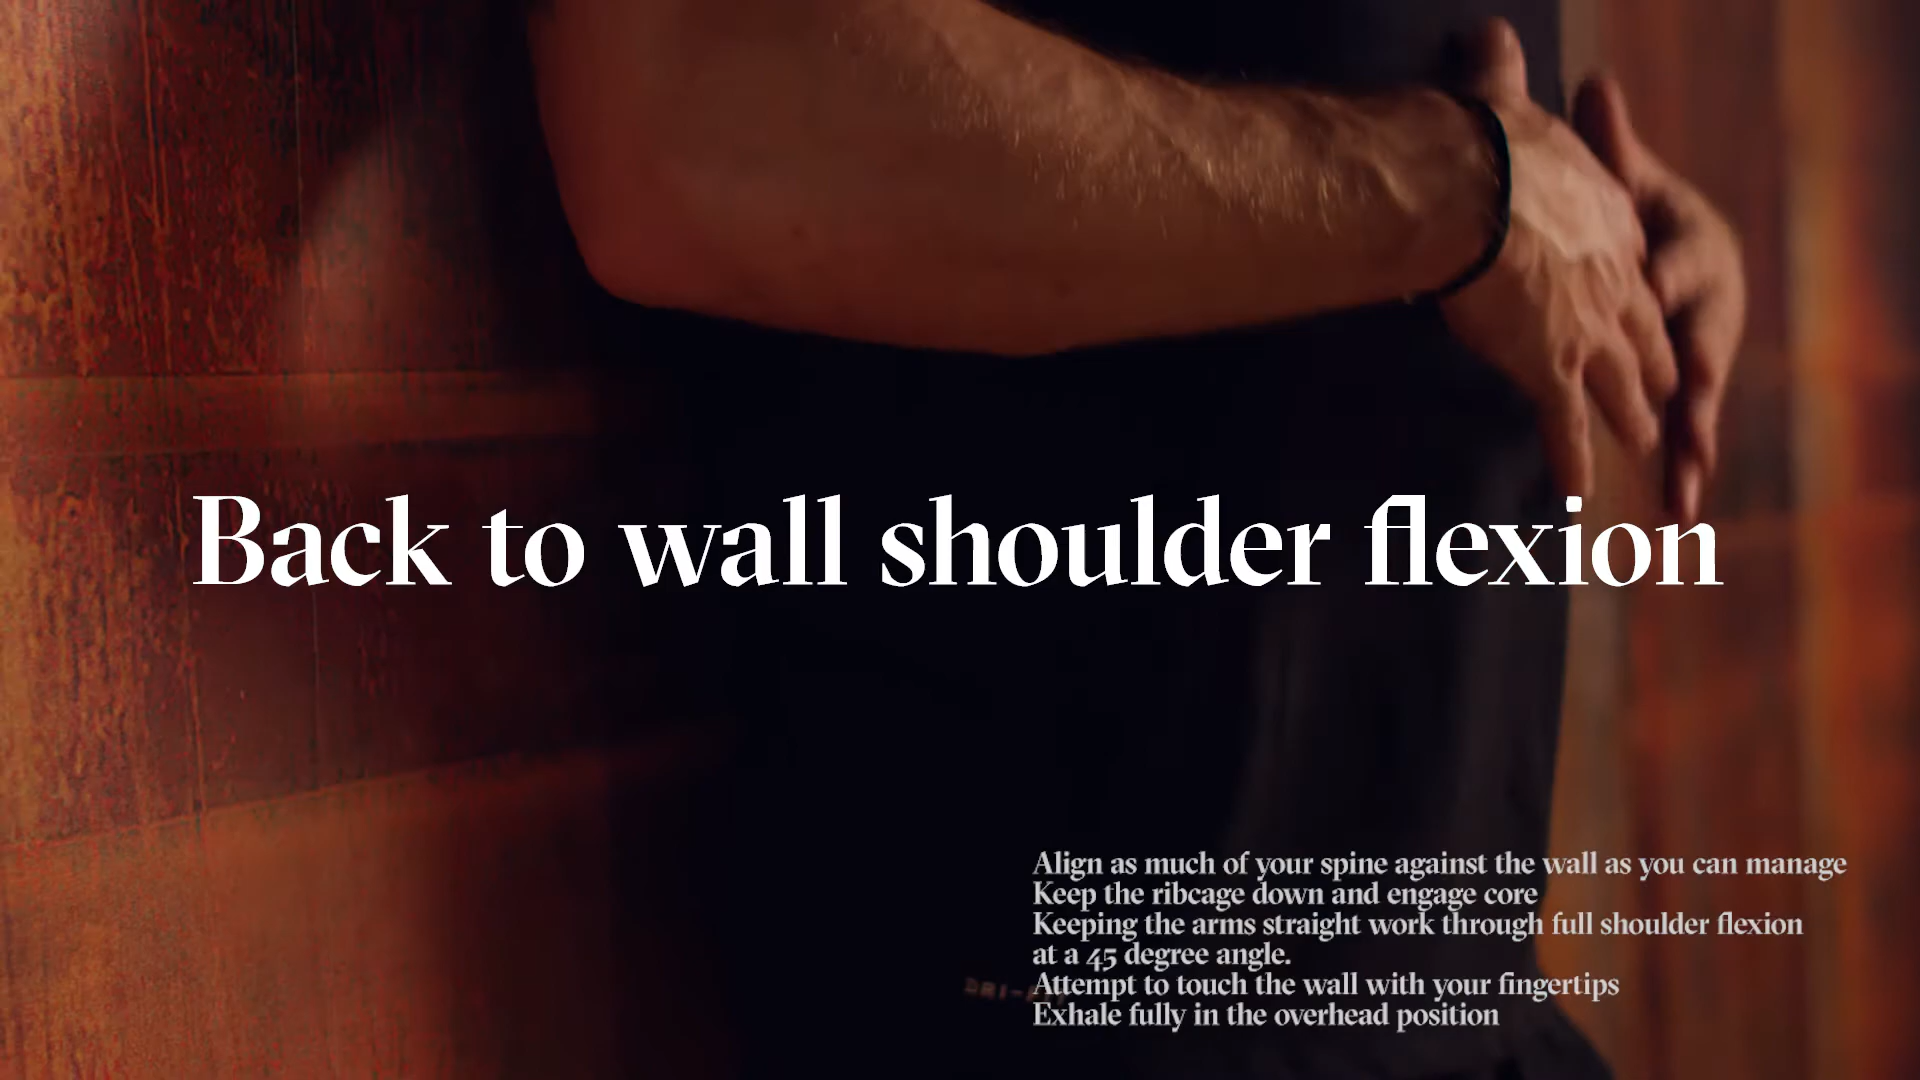 Back to wall shoulder flexion
Align as much of your spine against the wall as you can manage
Keep the ribcage down and engage core
Keeping the arms straight work through full shoulder flexion
at a 45 degree angle.
Attempt to touch the wall with your fingertips
Exhale fully in the overhead position